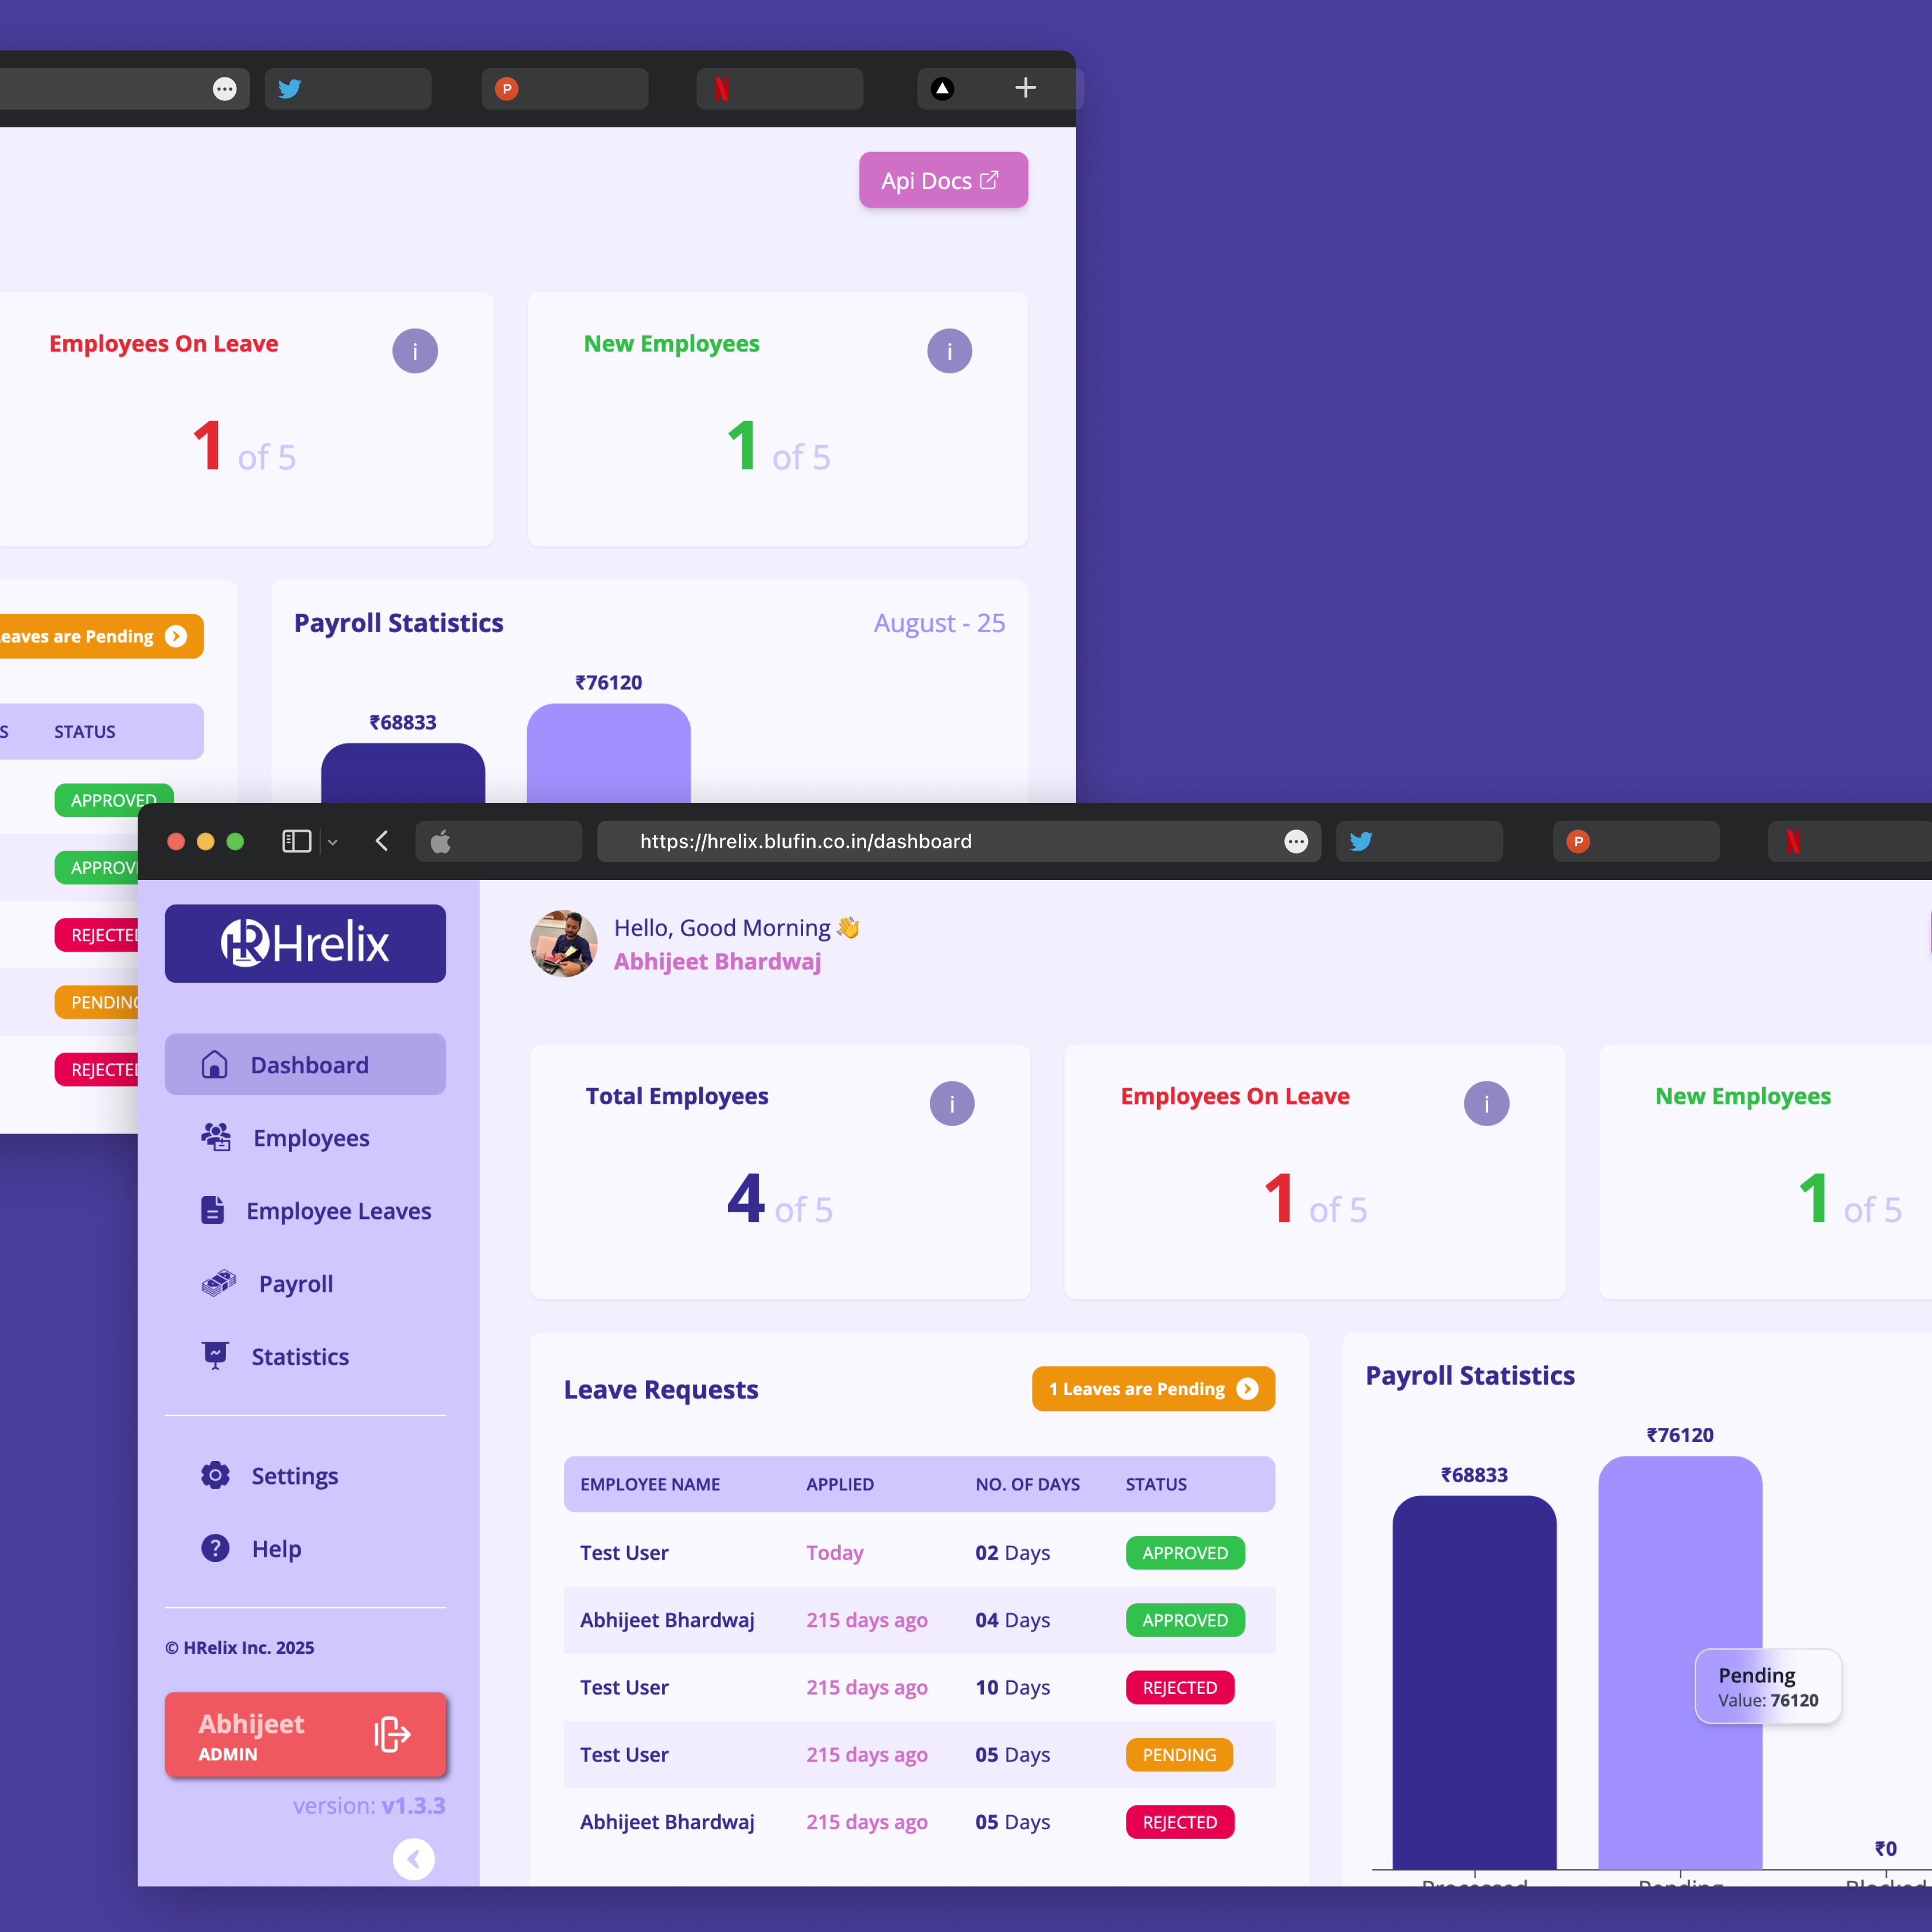 Api Docs
Employees On Leave
i
1 of 5
New Employees
i
1 of 5
Leaves are Pending
S STATUS
APPROVED
APPROV
REJECTE
PENDING
REJECTE
Payroll Statistics
August - 25
₹68833
₹76120
https://hrelix.blufin.co.in/dashboard
HR Hrelix
Dashboard
Employees
Employee Leaves
Payroll
Statistics
Settings
Help
© HRelix Inc. 2025
Abhijeet
ADMIN
version: v1.3.3
Hello, Good Morning 👋
Abhijeet Bhardwaj
Total Employees
i
4 of 5
Employees On Leave
i
1 of 5
New Employees
1 of 5
Leave Requests
1 Leaves are Pending
EMPLOYEE NAME APPLIED NO. OF DAYS STATUS
Test User Today 02 Days APPROVED
Abhijeet Bhardwaj 215 days ago 04 Days APPROVED
Test User 215 days ago 10 Days REJECTED
Test User 215 days ago 05 Days PENDING
Abhijeet Bhardwaj 215 days ago 05 Days REJECTED
Payroll Statistics
₹68833
₹76120
Pending
Value: 76120
₹0
Processed Pending Blocked